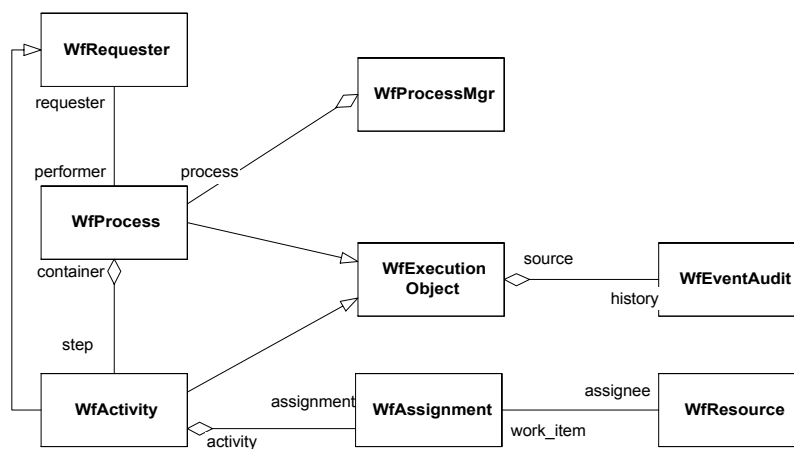 WfRequester
requester
WfProcessMgr
performer
process
WfProcess
container
WfExecution
Object
source
WfEventAudit
history
step
WfActivity
assignment
activity
WfAssignment
assignee
work_item
WfResource